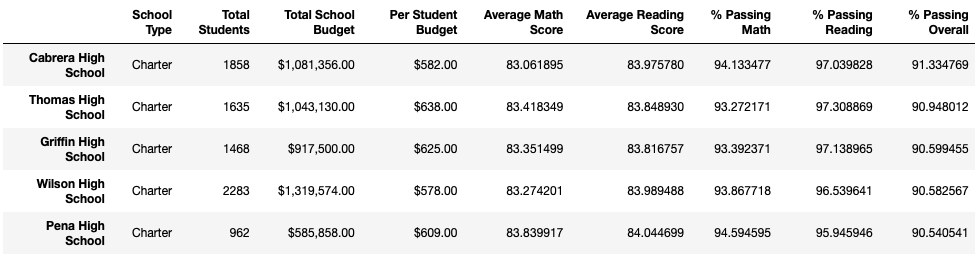 School Type Total Students Total School Budget Per Student Budget Average Math Score Average Reading Score % Passing Math % Passing Reading % Passing Overall
Cabrera High School Charter 1858 $1,081,356.00 $582.00 83.061895 83.975780 94.133477 97.039828 91.334769
Thomas High School Charter 1635 $1,043,130.00 $638.00 83.418349 83.848930 93.272171 97.308869 90.948012
Griffin High School Charter 1468 $917,500.00 $625.00 83.351499 83.816757 93.392371 97.138965 90.599455
Wilson High School Charter 2283 $1,319,574.00 $578.00 83.274201 83.989488 93.867718 96.539641 90.582567
Pena High School Charter 962 $585,858.00 $609.00 83.839917 84.044699 94.594595 95.945946 90.540541